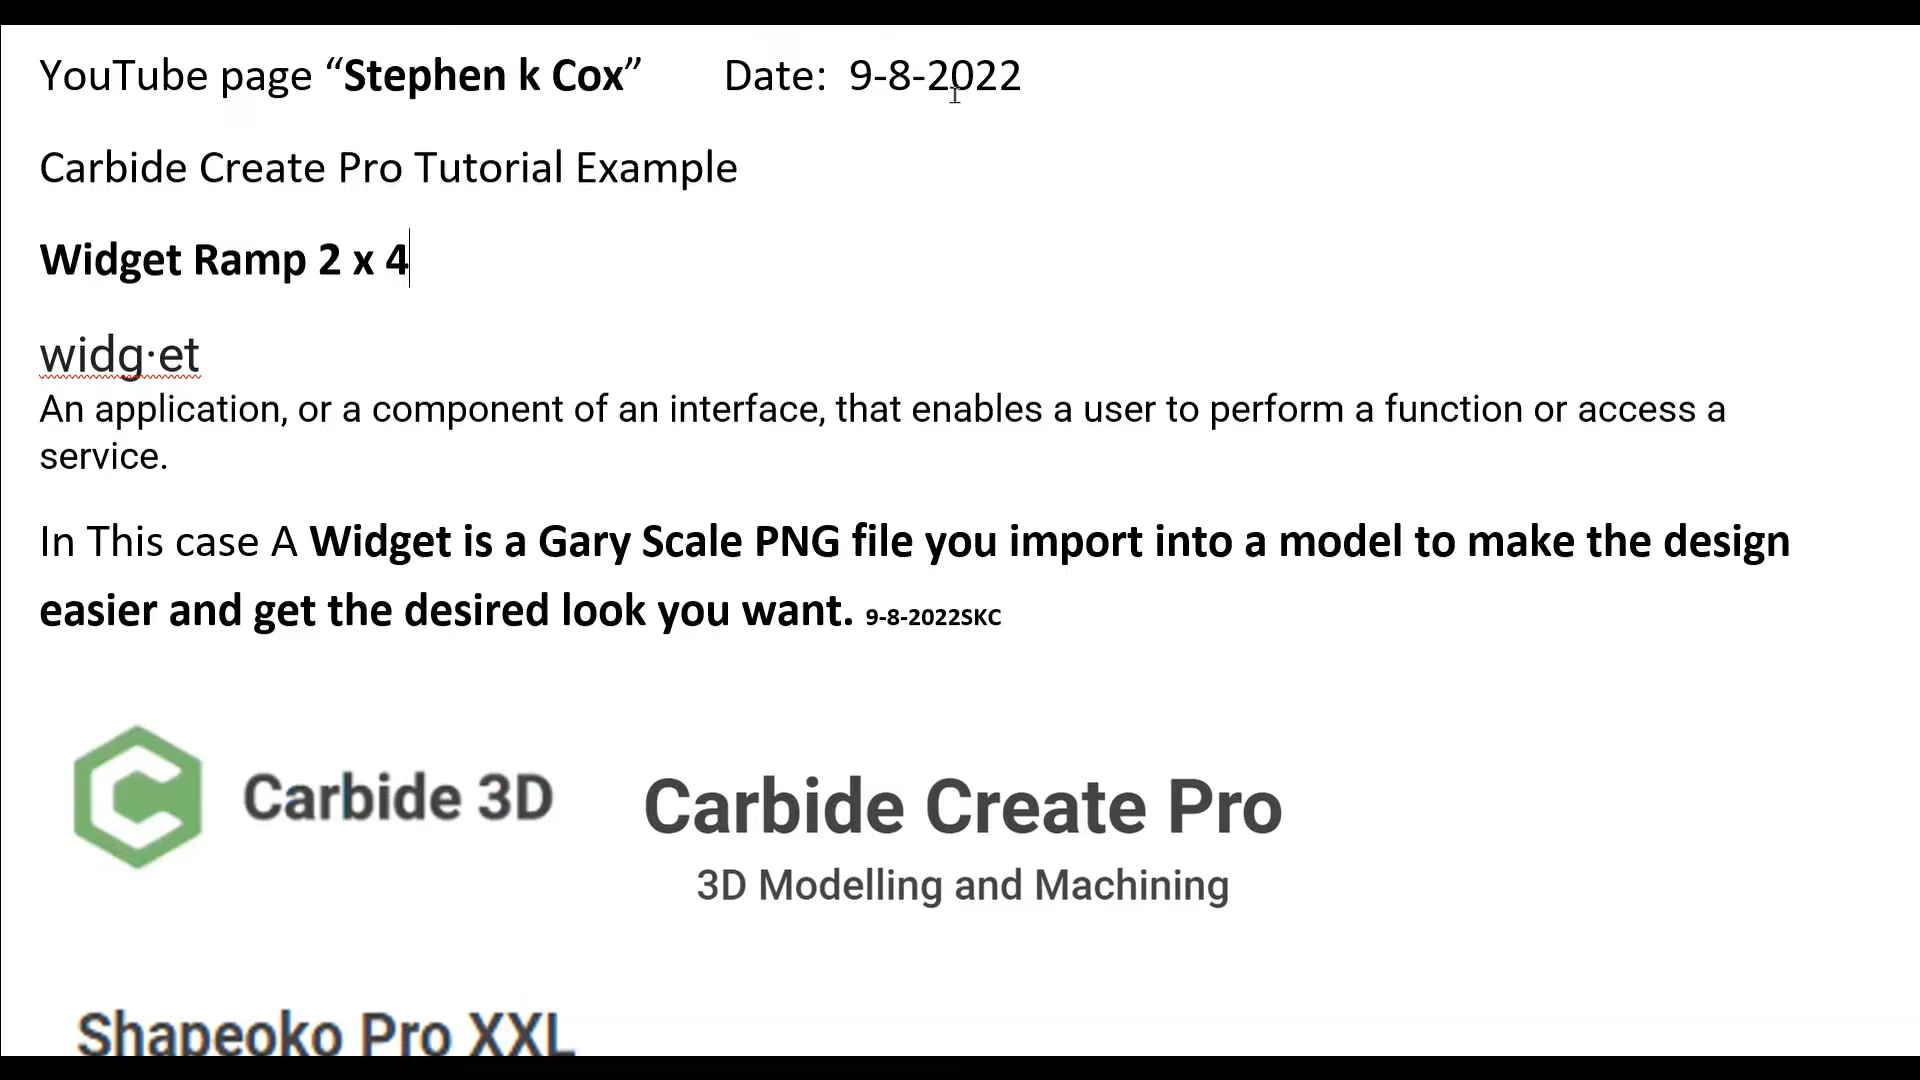 YouTube page “Stephen k Cox” Date: 9-8-2022
Carbide Create Pro Tutorial Example
Widget Ramp 2 x 4
widg·et
An application, or a component of an interface, that enables a user to perform a function or access a
service.
In This case A Widget is a Gary Scale PNG file you import into a model to make the design
easier and get the desired look you want. 9-8-2022SKC
Carbide 3D
Carbide Create Pro
3D Modelling and Machining
Shapeoko Pro XXL